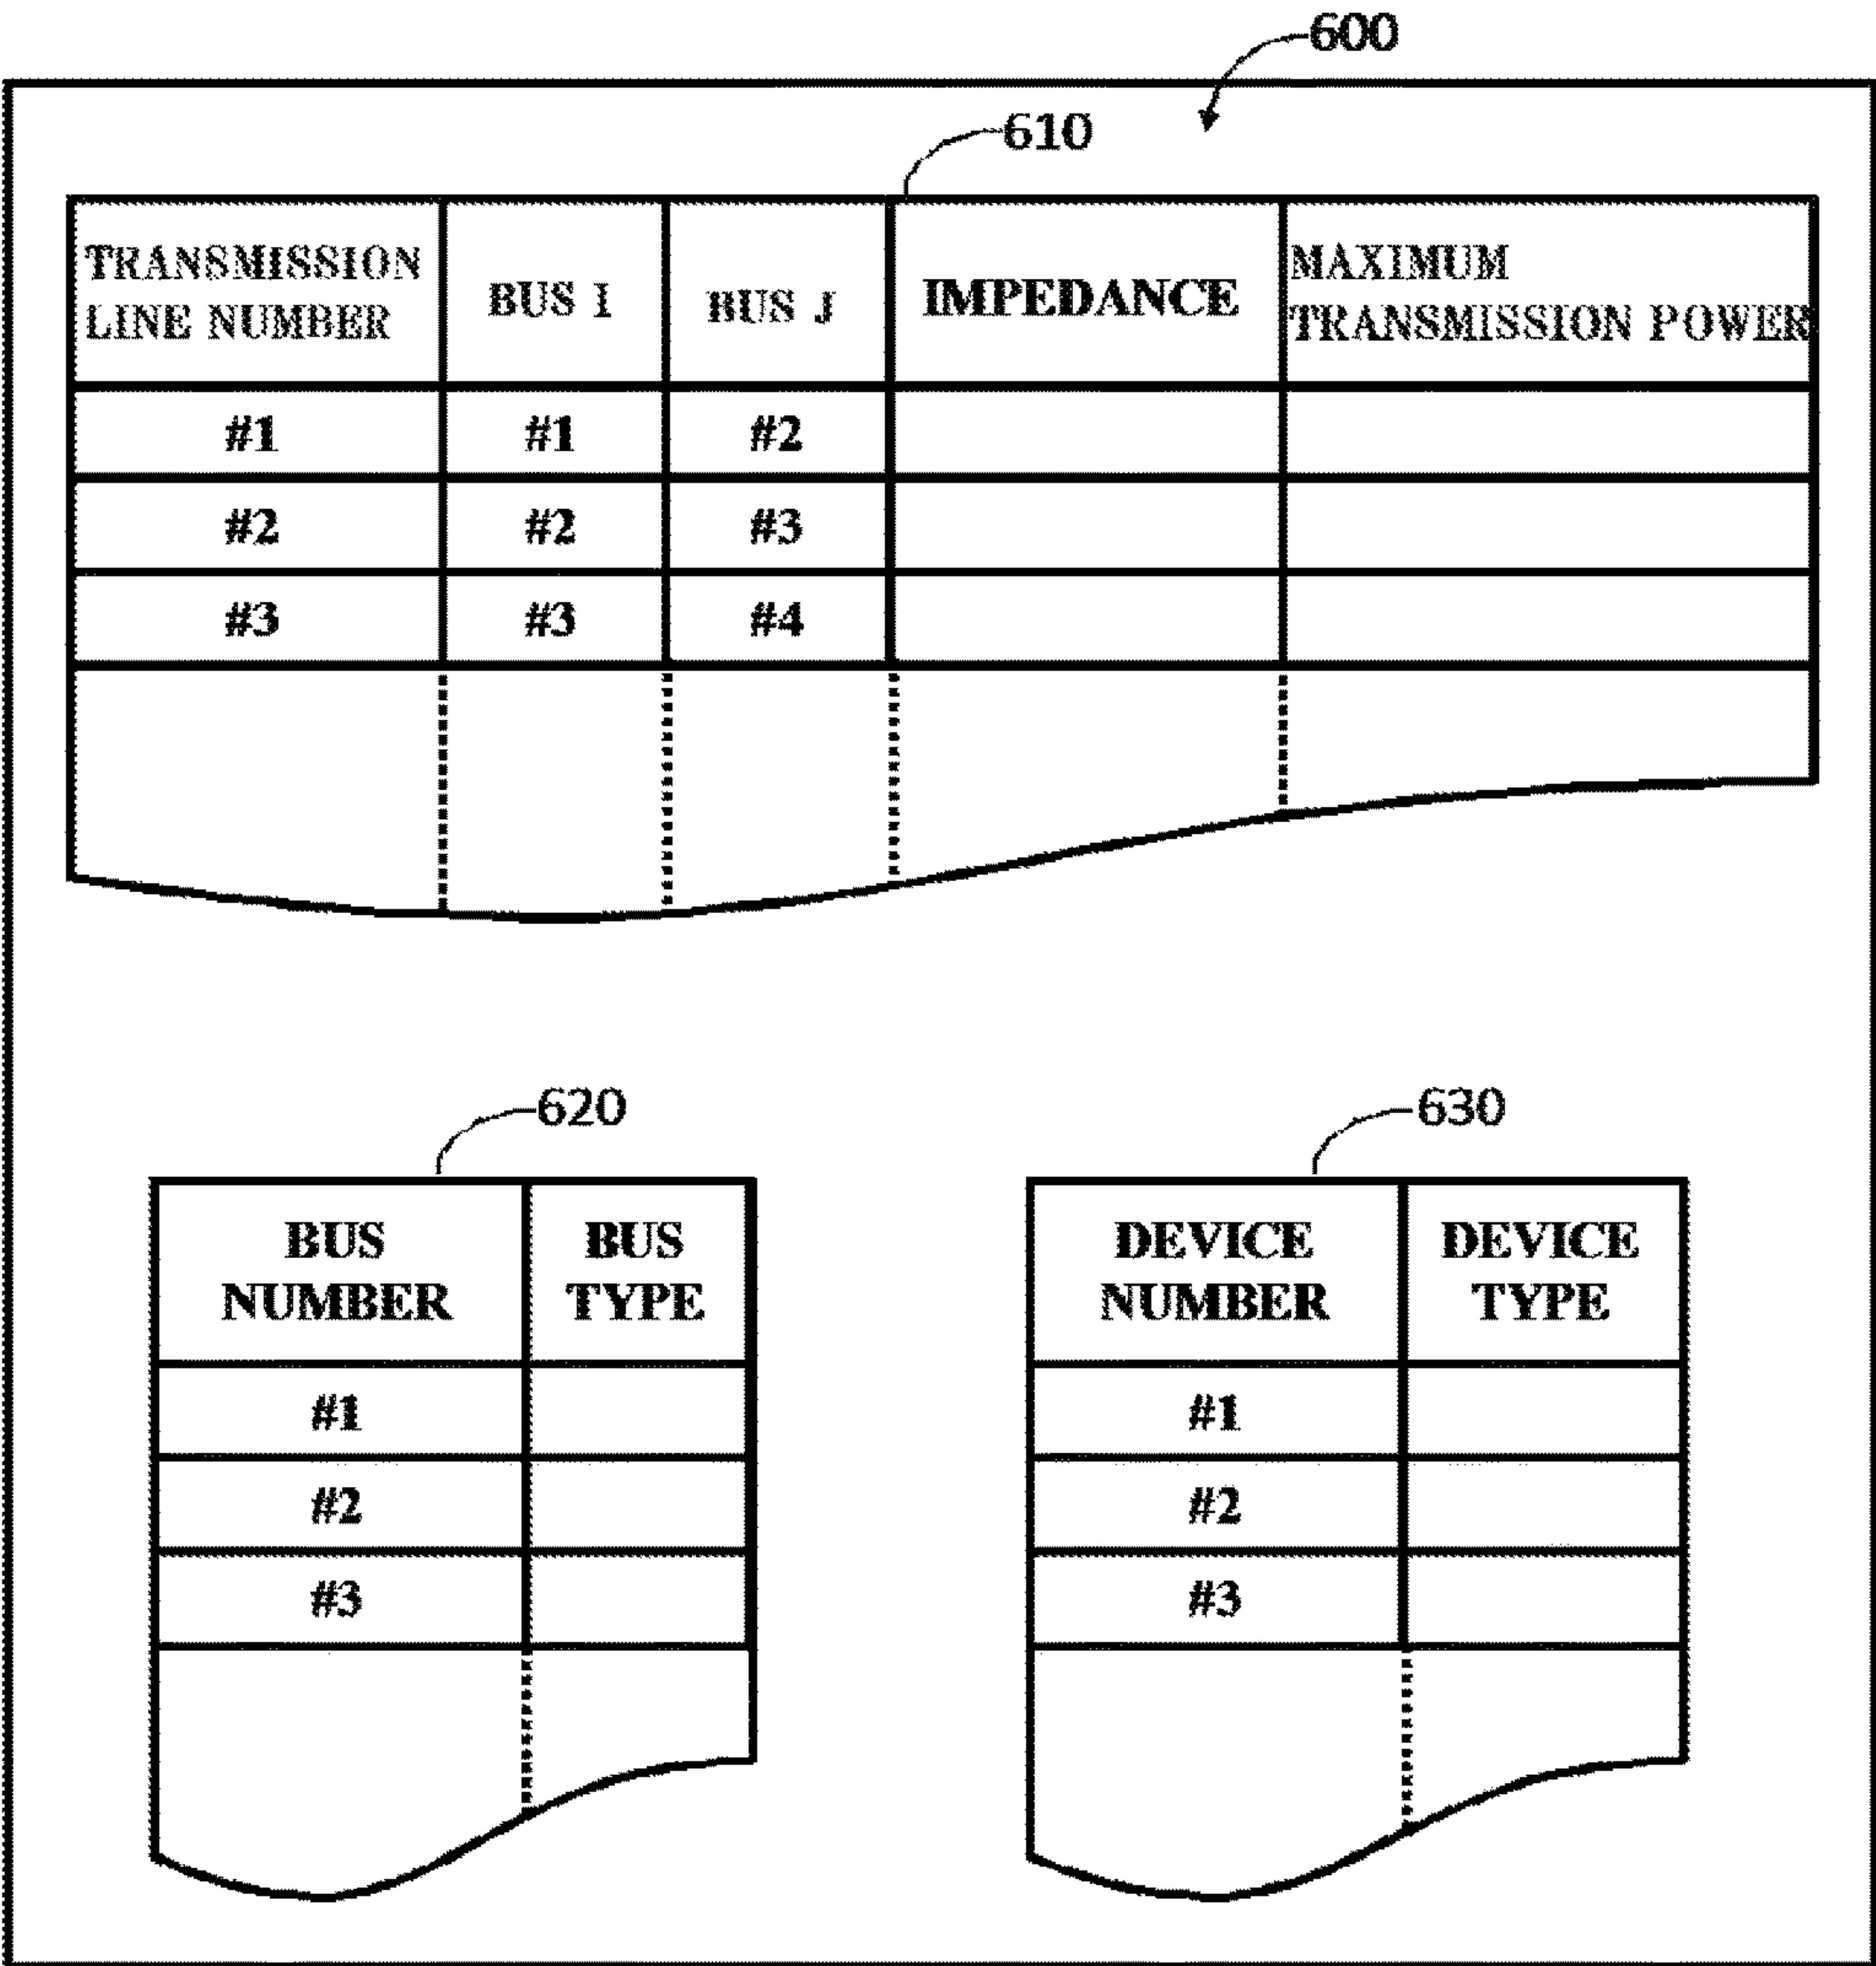 600
610
TRANSMISSION LINE NUMBER BUS I BUS J IMPEDANCE MAXIMUM TRANSMISSION POWER
#1 #1 #2
#2 #2 #3
#3 #3 #4
620
BUS NUMBER BUS TYPE
#1
#2
#3
630
DEVICE NUMBER DEVICE TYPE
#1
#2
#3